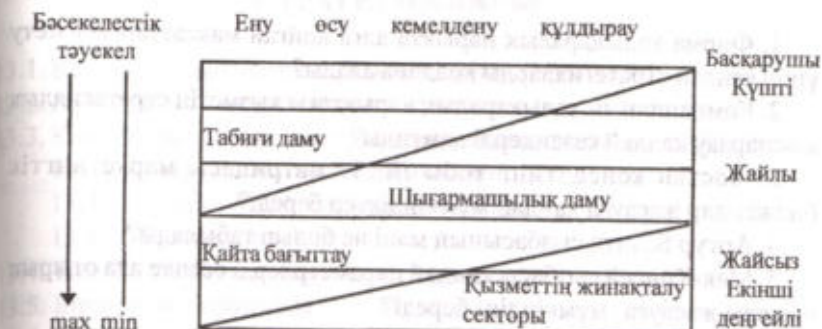 Бәсекелестік
тәуекел
Ену өсу кемелдену құлдырау
Басқарушы
Күшті
Табиғи даму
Жайлы
Шығармашылық даму
Қайта бағыттау
Жайсыз
Қызметтің жинақталу
секторы
Екінші
деңгейлі
max min